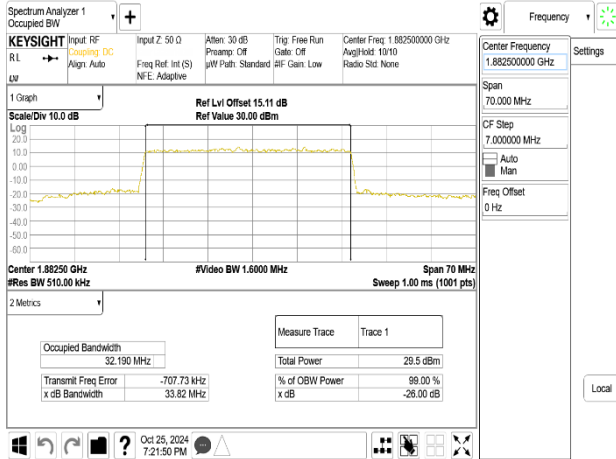 Spectrum Analyzer 1
Occupied BW
Frequency
KEYSIGHT
R L
Input: RF
Coupling: DC
Align: Auto
Input Z: 50 Ω
Freq Ref: Int (S)
NFE: Adaptive
Atten: 30 dB
Preamp: Off
µW Path: Standard
Trig: Free Run
Gate: Off
#IF Gain: Low
Center Freq: 1.882500000 GHz
Avg|Hold: 10/10
Radio Std: None
Center Frequency
1.882500000 GHz
Settings
Span
70.000 MHz
CF Step
7.000000 MHz
Auto
Man
Freq Offset
0 Hz
Local
1 Graph
Scale/Div 10.0 dB
Ref Lvl Offset 15.11 dB
Ref Value 30.00 dBm
Log
20.0
10.0
0.00
-10.0
-20.0
-30.0
-40.0
-50.0
-60.0
Center 1.88250 GHz
#Video BW 1.6000 MHz
Span 70 MHz
#Res BW 510.00 kHz
Sweep 1.00 ms (1001 pts)
2 Metrics
Measure Trace Trace 1
Occupied Bandwidth
32.190 MHz
Total Power 29.5 dBm
Transmit Freq Error -707.73 kHz
% of OBW Power 99.00 %
x dB Bandwidth 33.82 MHz
x dB -26.00 dB
Oct 25, 2024
7:21:50 PM